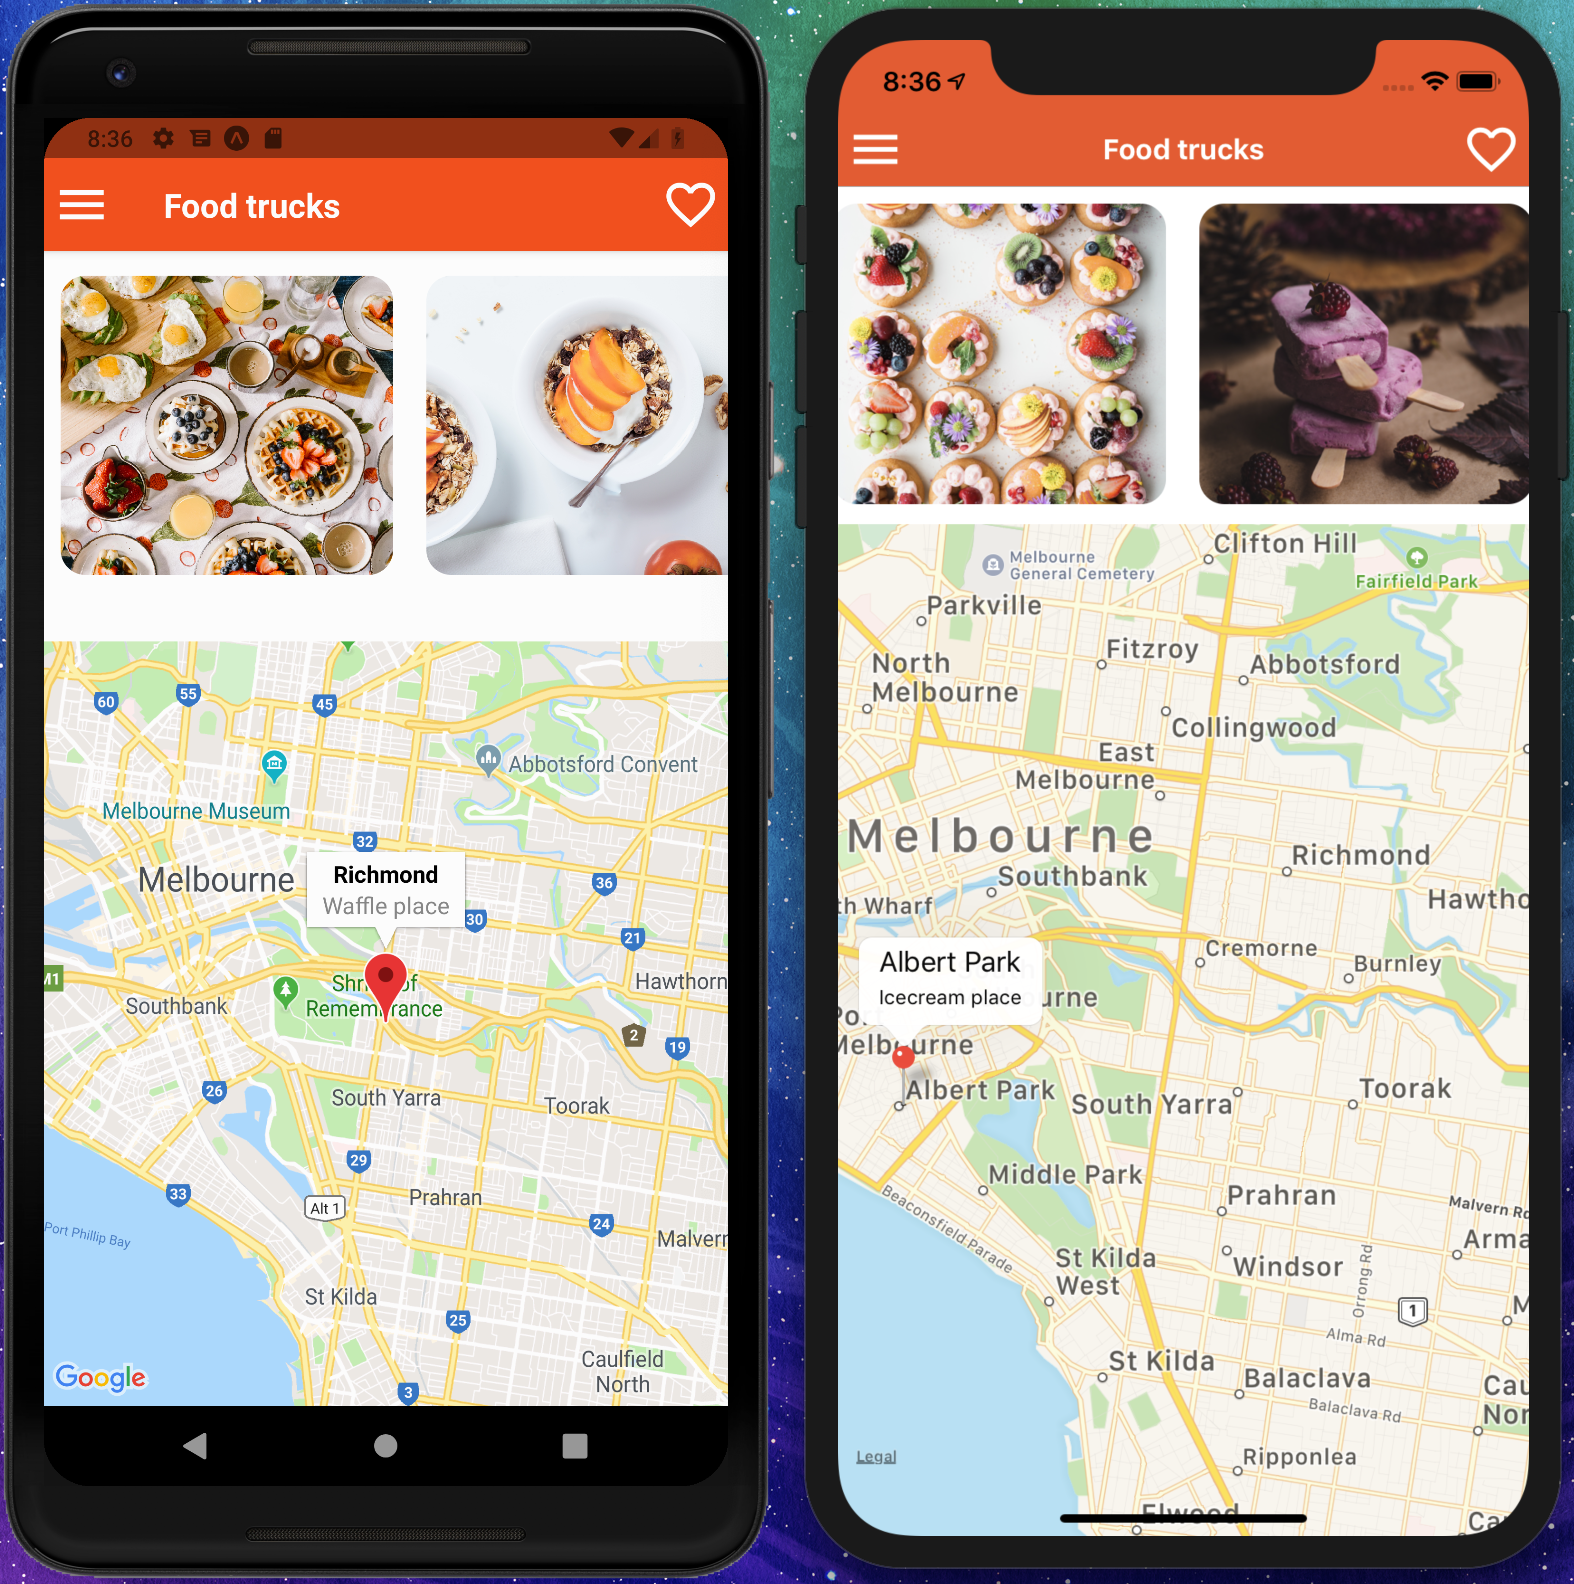 8:36
Food trucks
60
55
45
Abbotsford Convent
Melbourne Museum
32
Melbourne
Richmond
Waffle place
36
30
21
M1
Hawthorn
Southbank
Remembrance
2
19
26
South Yarra
Toorak
29
33
Alt 1
Prahran
24
Port Phillip Bay
Malvern
St Kilda
25
Caulfield
North
Google
3
8:36
Food trucks
Clifton Hill
Melbourne
General Cemetery
Fairfield Park
Parkville
Fitzroy
North
Melbourne
Abbotsford
Collingwood
East
Melbourne
Melbourne
Richmond
Southbank
Hawtho
th Wharf
Cremorne
Burnley
Albert Park
Icecream place
urne
Port
Melbourne
Albert Park
South Yarra
Toorak
Middle Park
Prahran
Malvern Rd
Beaconsfield Parade
Arma
St Kilda
West
Windsor
Orrong Rd
1
M
Alma Rd
St Kilda
Balaclava
Cau
Nor
Balaclava Rd
Legal
Ripponlea
Elwood
Ca